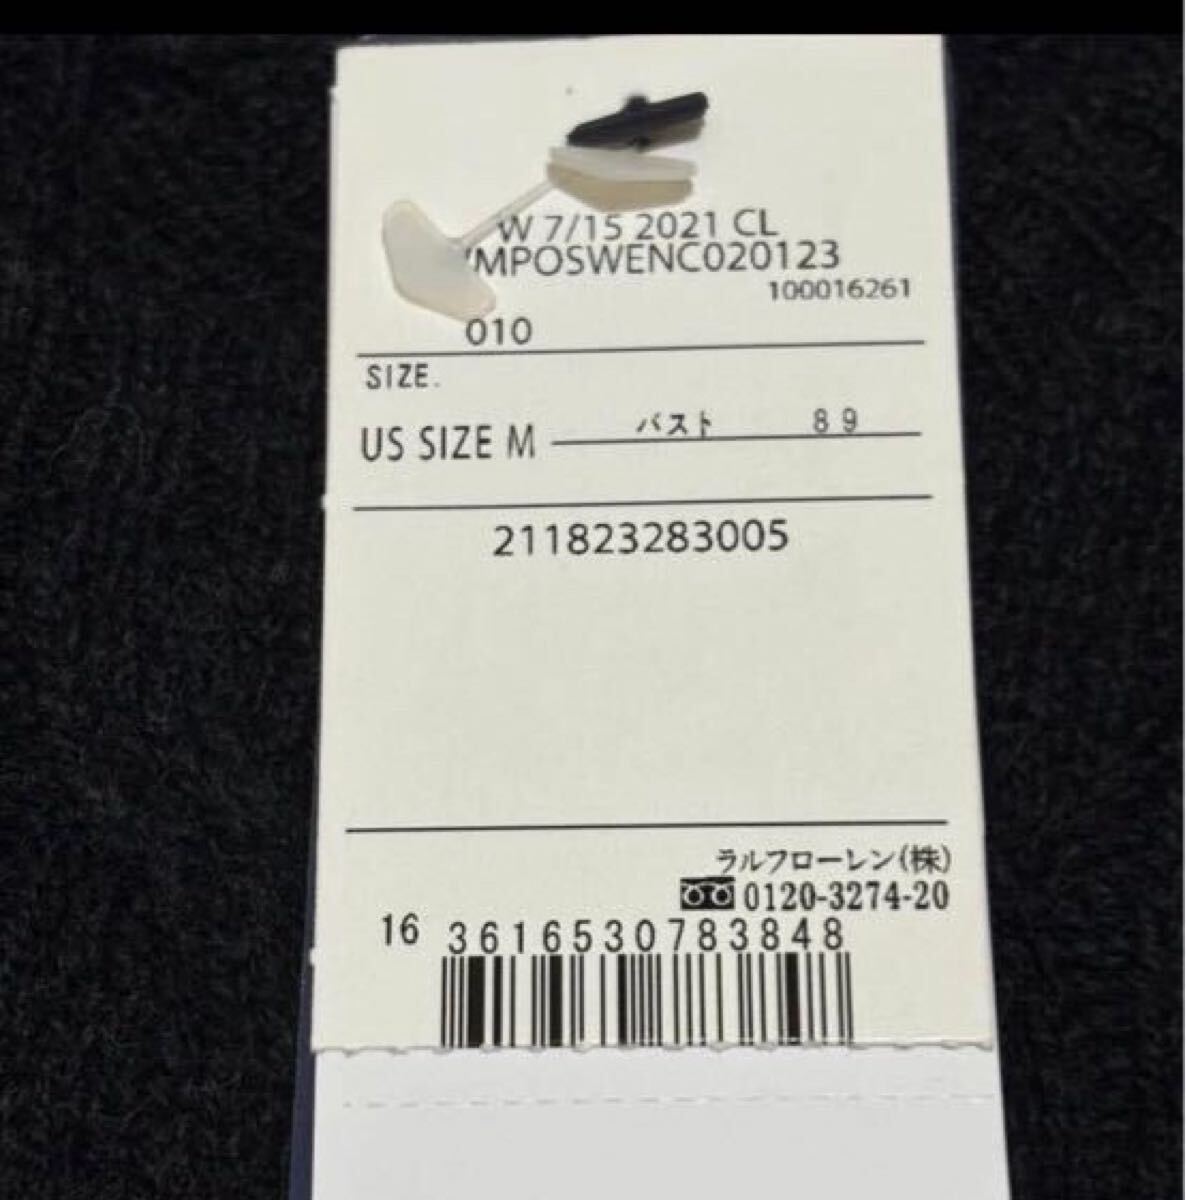 W 7/15 2021 CL
MPOSWENC020123
100016261
010
SIZE.
US SIZE M バスト 89
211823283005
ラルフローレン(株)
0120-3274-20
16 3616530783848